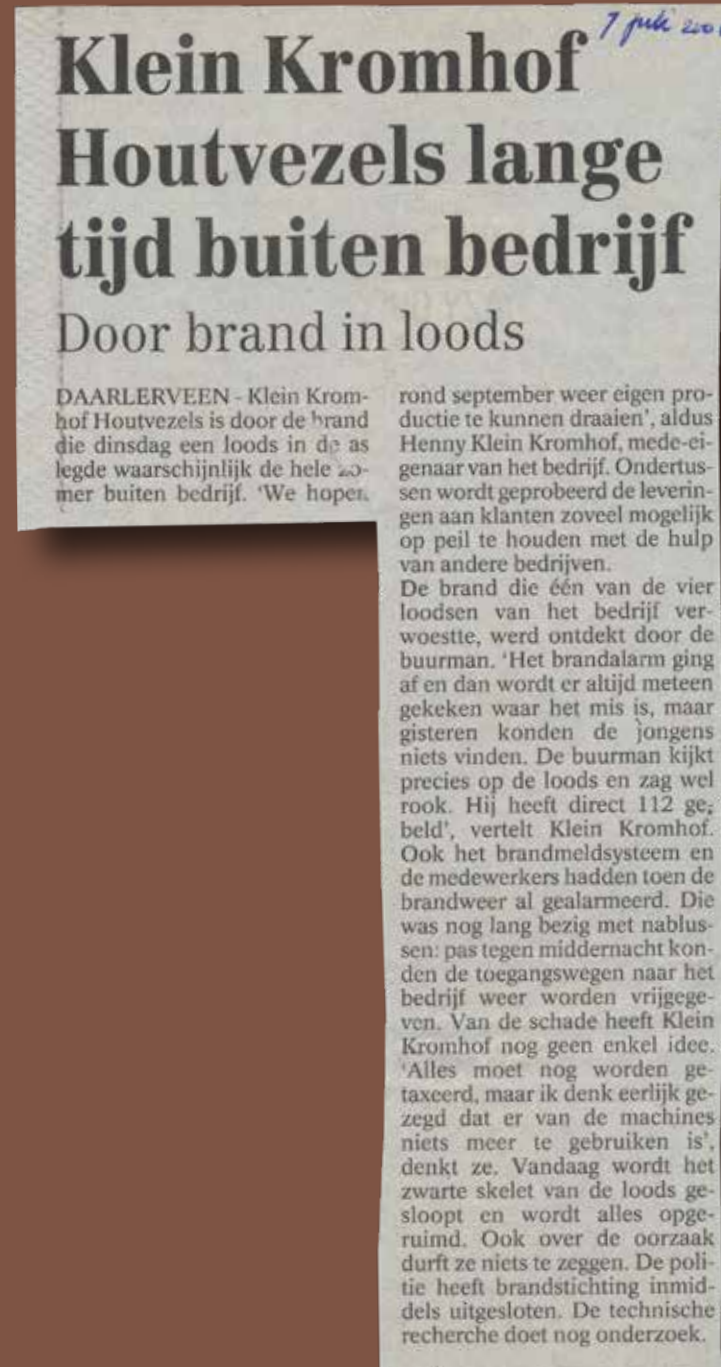 7 juli
Klein Kromhof
Houtvezels lange
tijd buiten bedrijf
Door brand in loods
DAARLERVEEN - Klein Krom-
hof Houtvezels is door de brand
die dinsdag een loods in de as
legde waarschijnlijk de hele zo-
mer buiten bedrijf. ‘We hopen
rond september weer eigen pro-
ductie te kunnen draaien’, aldus
Henny Klein Kromhof, mede-ei-
genaar van het bedrijf. Ondertus-
sen wordt geprobeerd de leverin-
gen aan klanten zoveel mogelijk
op peil te houden met de hulp
van andere bedrijven.
De brand die één van de vier
loodsen van het bedrijf ver-
woestte, werd ontdekt door de
buurman. ‘Het brandalarm ging
af en dan wordt er altijd meteen
gekeken waar het mis is, maar
gisteren konden de jongens
niets vinden. De buurman kijkt
precies op de loods en zag wel
rook. Hij heeft direct 112 ge-
beld’, vertelt Klein Kromhof.
Ook het brandmeldsysteem en
de medewerkers hadden toen de
brandweer al gealarmeerd. Die
was nog lang bezig met nablus-
sen: pas tegen middernacht kon-
den de toegangswegen naar het
bedrijf weer worden vrijgege-
ven. Van de schade heeft Klein
Kromhof nog geen enkel idee.
‘Alles moet nog worden ge-
taxeerd, maar ik denk eerlijk ge-
zegd dat er van de machines
niets meer te gebruiken is’,
denkt ze. Vandaag wordt het
zwarte skelet van de loods ge-
sloopt en wordt alles opge-
ruimd. Ook over de oorzaak
durft ze niets te zeggen. De poli-
tie heeft brandstichting inmid-
dels uitgesloten. De technische
recherche doet nog onderzoek.